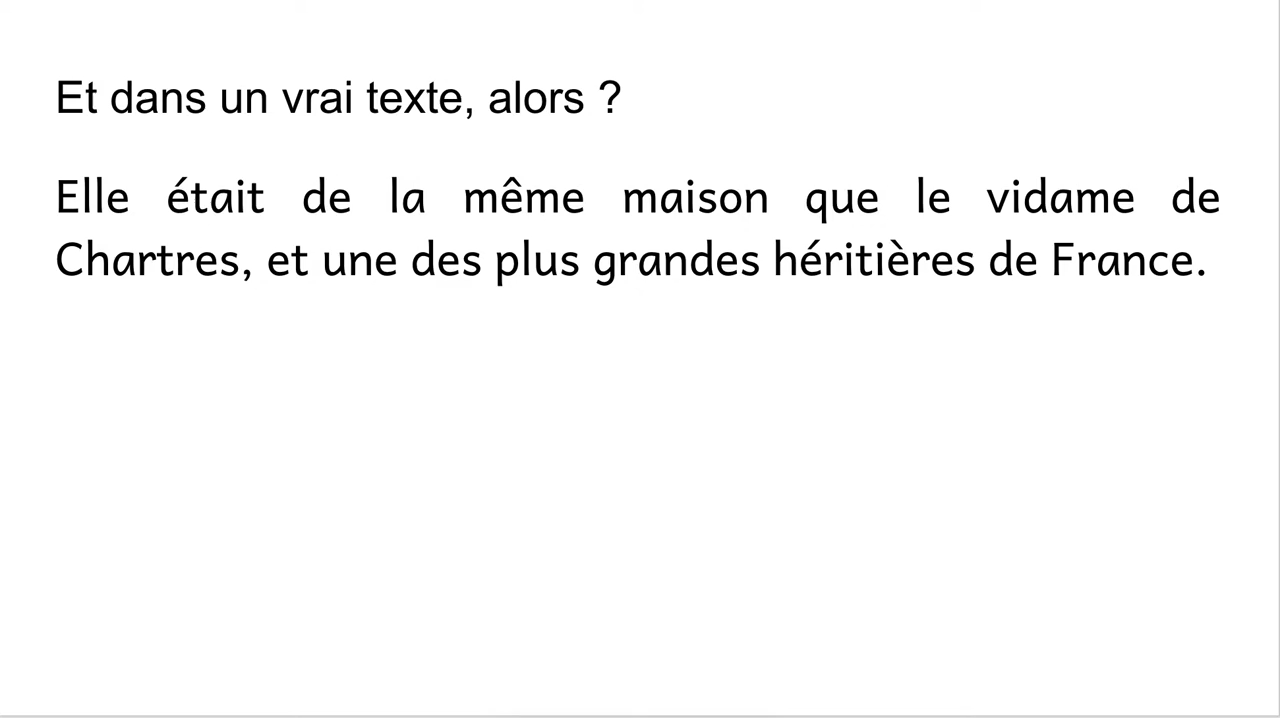 Et dans un vrai texte, alors ?
Elle était de la même maison que le vidame de
Chartres, et une des plus grandes héritières de France.